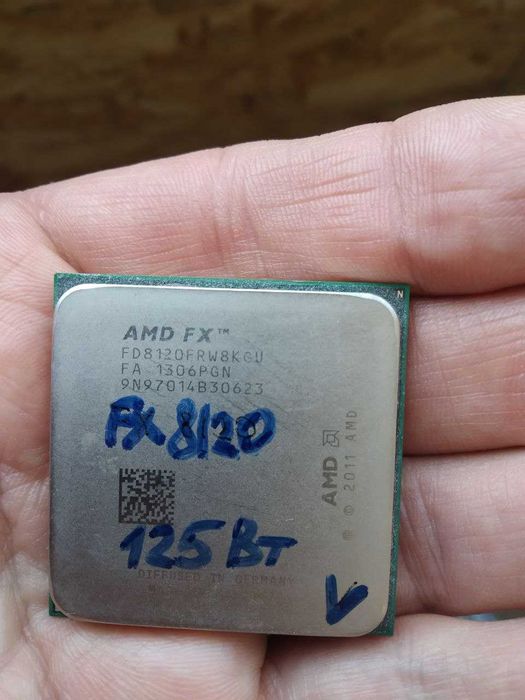 AMD FX™
FD8120FRW8KGU
FA 1306PGN
9N97014B30623
FX 8120
125 Вт
DIFFUSED IN GERMANY
AMD
© 2011 AMD
N
V